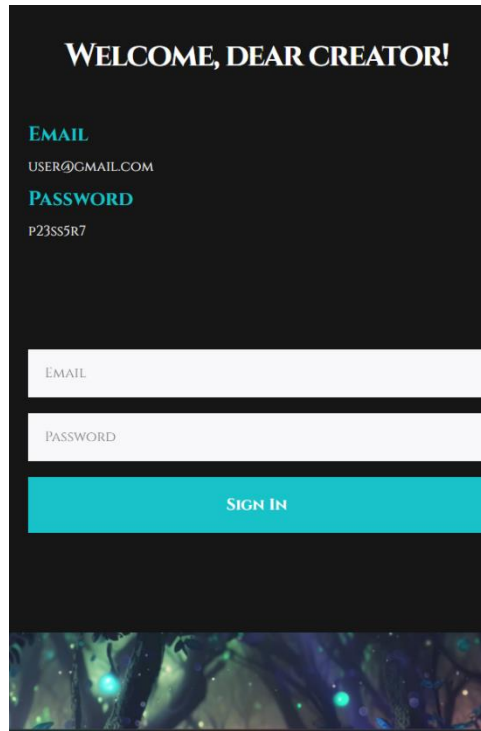 Welcome, dear creator!
Email
user@gmail.com
Password
p23ss5r7
Email
Password
Sign In